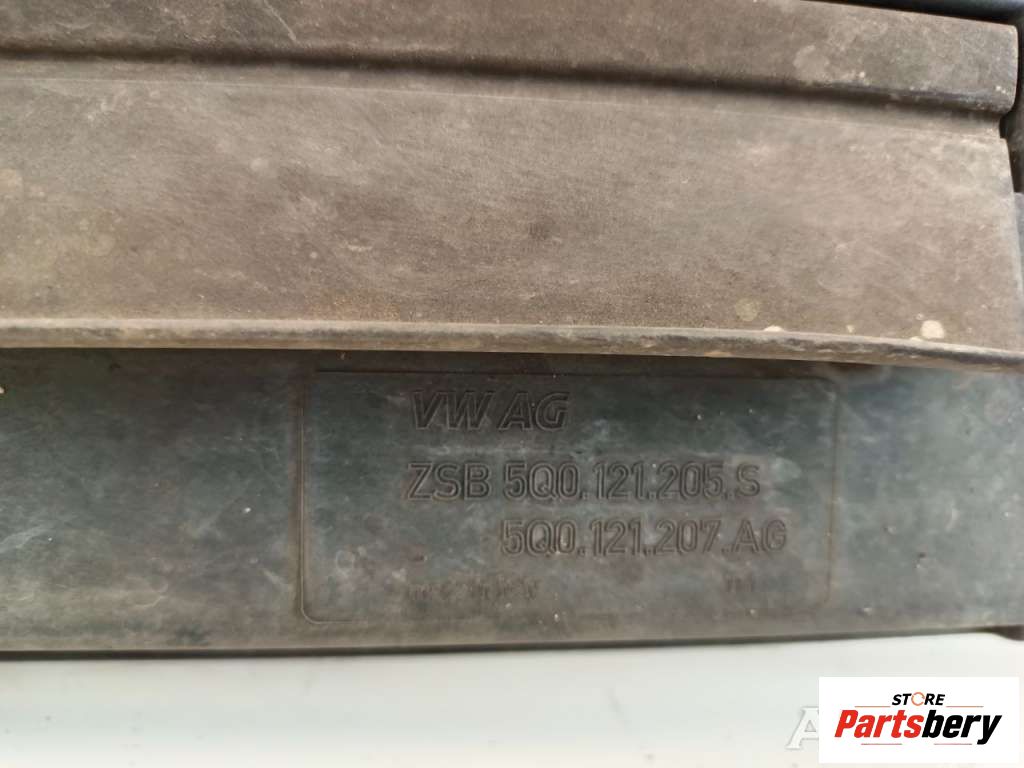 VW AG
ZSB 5Q0.121.205.S
5Q0.121.207.AG
STORE
Partsbery